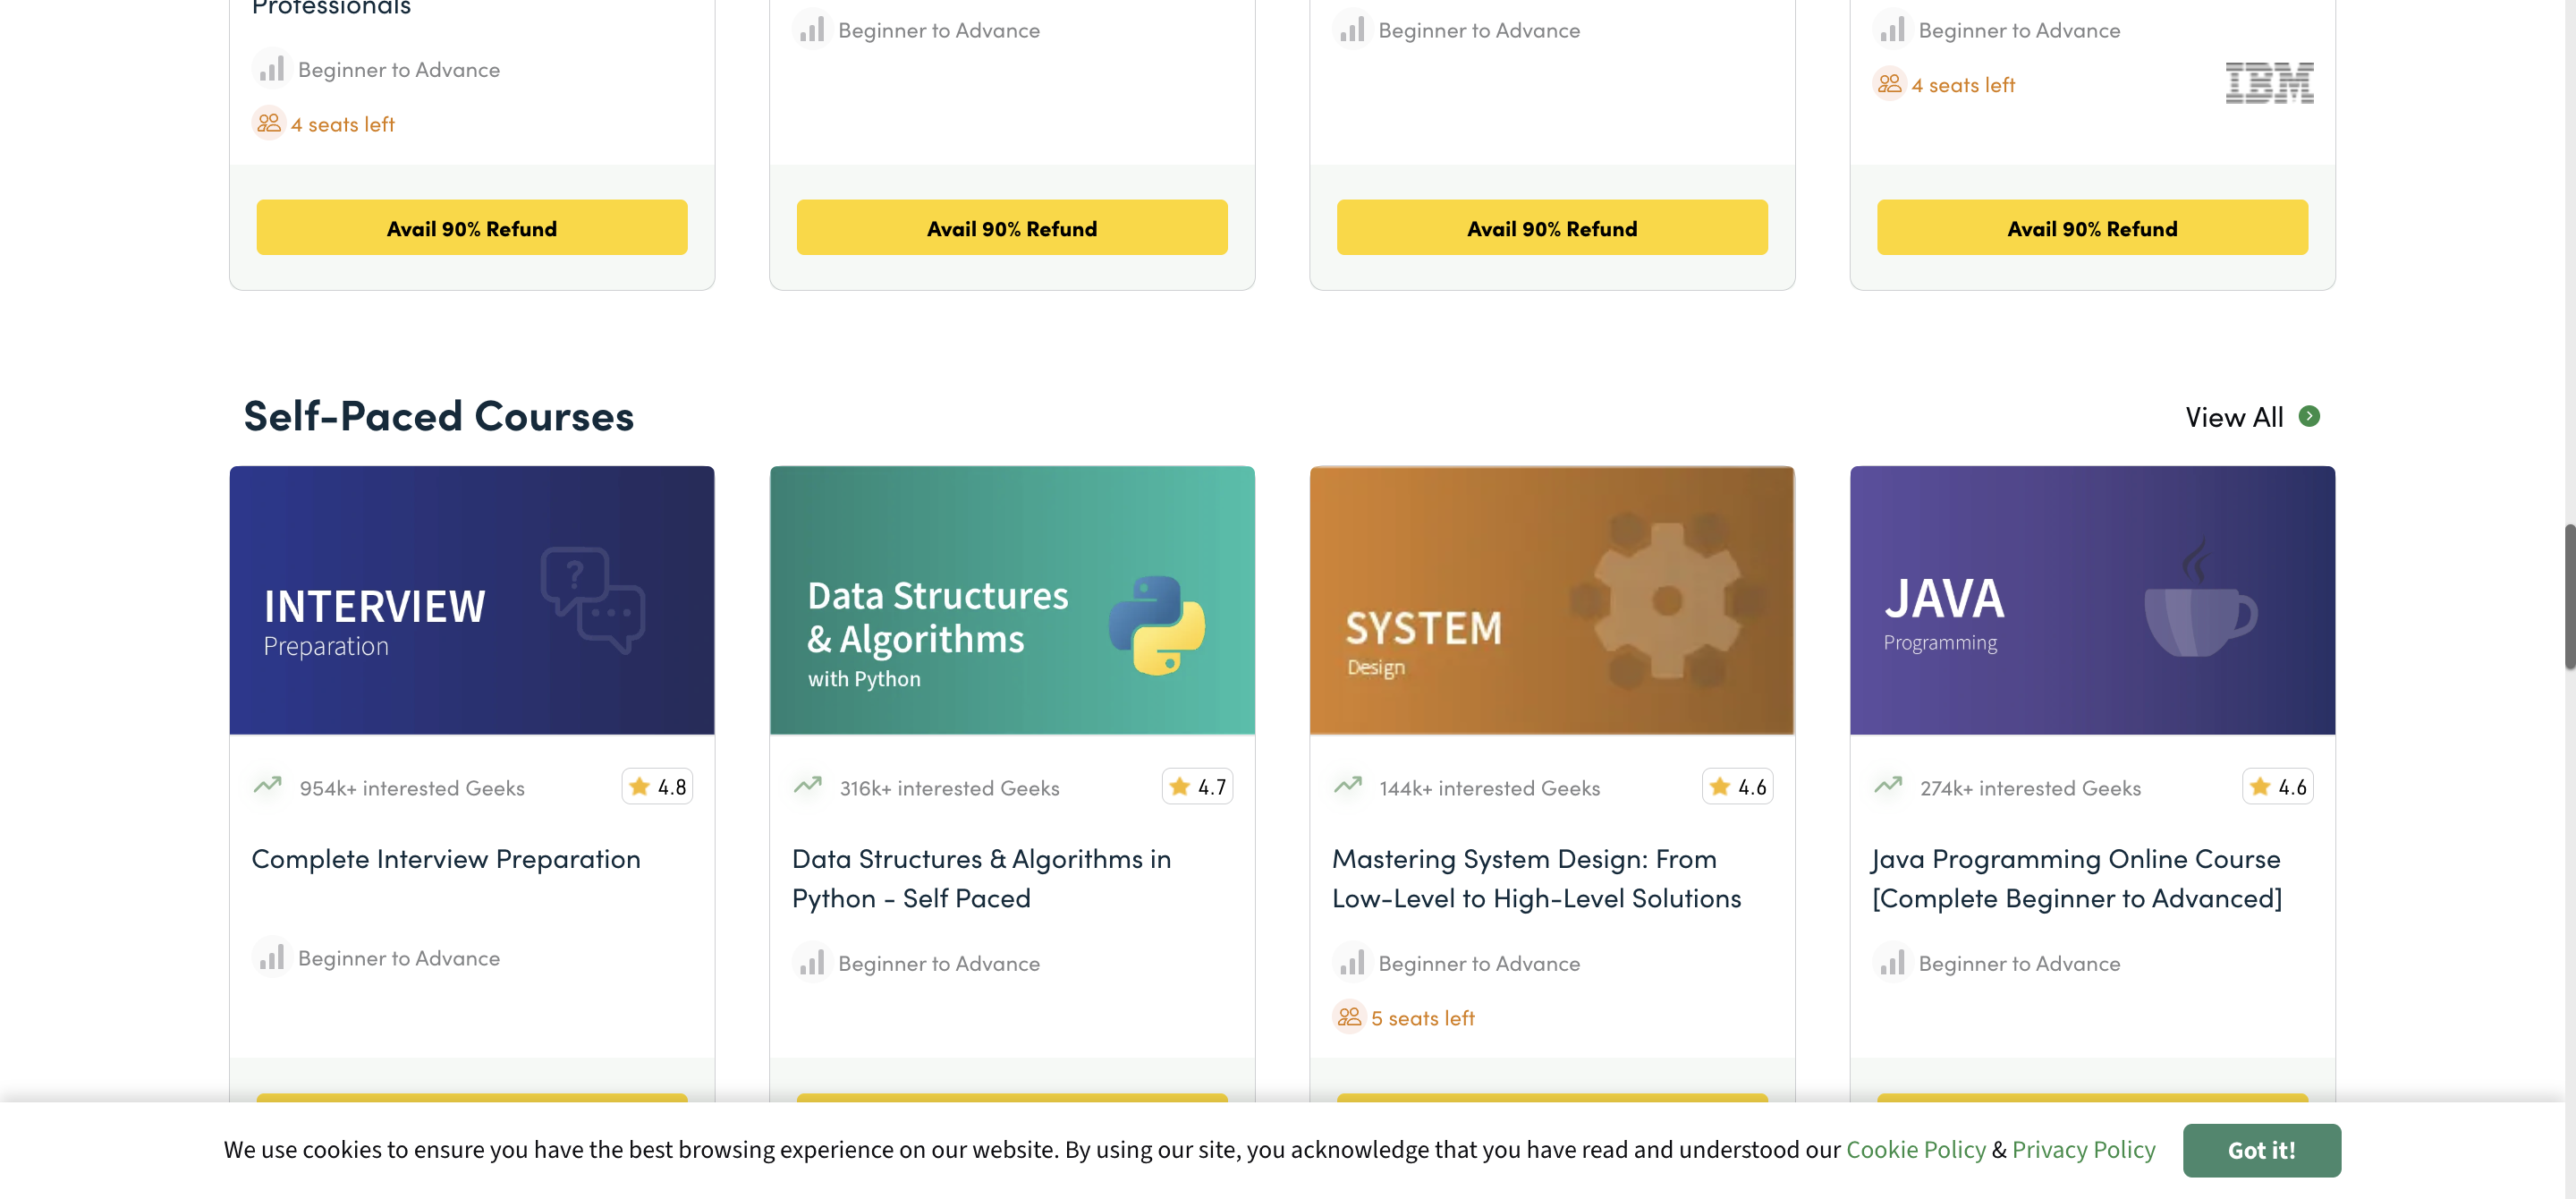 Professionals
Beginner to Advance
4 seats left
Avail 90% Refund
Beginner to Advance
Avail 90% Refund
Beginner to Advance
Avail 90% Refund
Beginner to Advance
4 seats left
IBM
Avail 90% Refund
Self-Paced Courses
View All
INTERVIEW
Preparation
954k+ interested Geeks
4.8
Complete Interview Preparation
Beginner to Advance
Data Structures
& Algorithms
with Python
316k+ interested Geeks
4.7
Data Structures & Algorithms in
Python - Self Paced
Beginner to Advance
SYSTEM
Design
144k+ interested Geeks
4.6
Mastering System Design: From
Low-Level to High-Level Solutions
Beginner to Advance
5 seats left
JAVA
Programming
274k+ interested Geeks
4.6
Java Programming Online Course
[Complete Beginner to Advanced]
Beginner to Advance
We use cookies to ensure you have the best browsing experience on our website. By using our site, you acknowledge that you have read and understood our Cookie Policy & Privacy Policy
Got it!